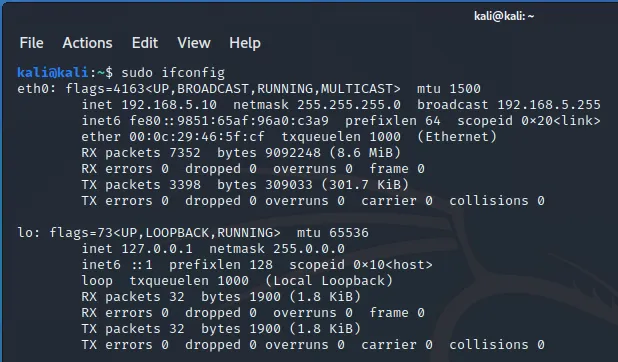 kali@kali: ~
File Actions Edit View Help
kali@kali:~$ sudo ifconfig
eth0: flags=4163<UP,BROADCAST,RUNNING,MULTICAST>  mtu 1500
        inet 192.168.5.10  netmask 255.255.255.0  broadcast 192.168.5.255
        inet6 fe80::9851:65af:96a0:c3a9  prefixlen 64  scopeid 0×20<link>
        ether 00:0c:29:46:5f:cf  txqueuelen 1000  (Ethernet)
        RX packets 7352  bytes 9092248 (8.6 MiB)
        RX errors 0  dropped 0  overruns 0  frame 0
        TX packets 3398  bytes 309033 (301.7 KiB)
        TX errors 0  dropped 0 overruns 0  carrier 0  collisions 0
lo: flags=73<UP,LOOPBACK,RUNNING>  mtu 65536
        inet 127.0.0.1  netmask 255.0.0.0
        inet6 ::1  prefixlen 128  scopeid 0×10<host>
        loop  txqueuelen 1000  (Local Loopback)
        RX packets 32  bytes 1900 (1.8 KiB)
        RX errors 0  dropped 0  overruns 0  frame 0
        TX packets 32  bytes 1900 (1.8 KiB)
        TX errors 0  dropped 0 overruns 0  carrier 0  collisions 0